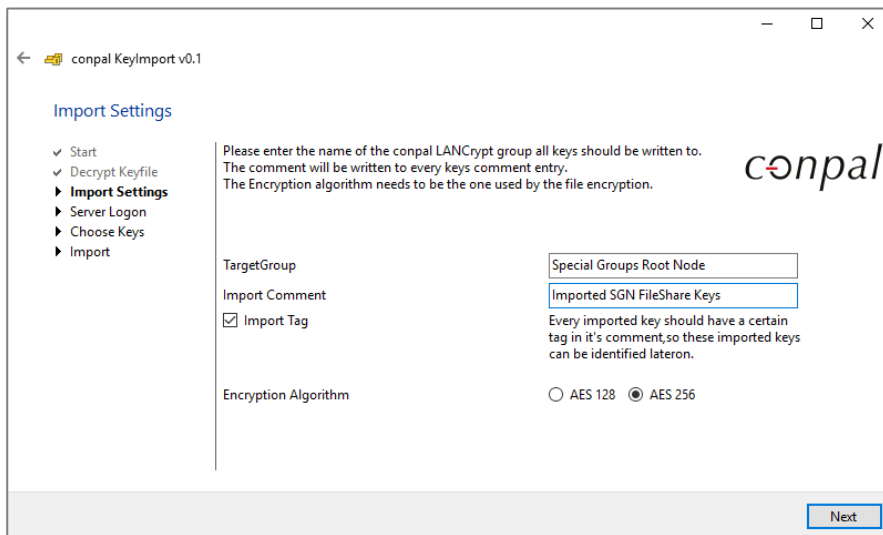 conpal KeyImport v0.1
Import Settings
Start
Decrypt Keyfile
Import Settings
Server Logon
Choose Keys
Import
Please enter the name of the conpal LANCrypt group all keys should be written to.
The comment will be written to every keys comment entry.
The Encryption algorithm needs to be the one used by the file encryption.
conpal
TargetGroup
Special Groups Root Node
Import Comment
Imported SGN FileShare Keys
Import Tag
Every imported key should have a certain
tag in it's comment,so these imported keys
can be identified lateron.
Encryption Algorithm
AES 128
AES 256
Next